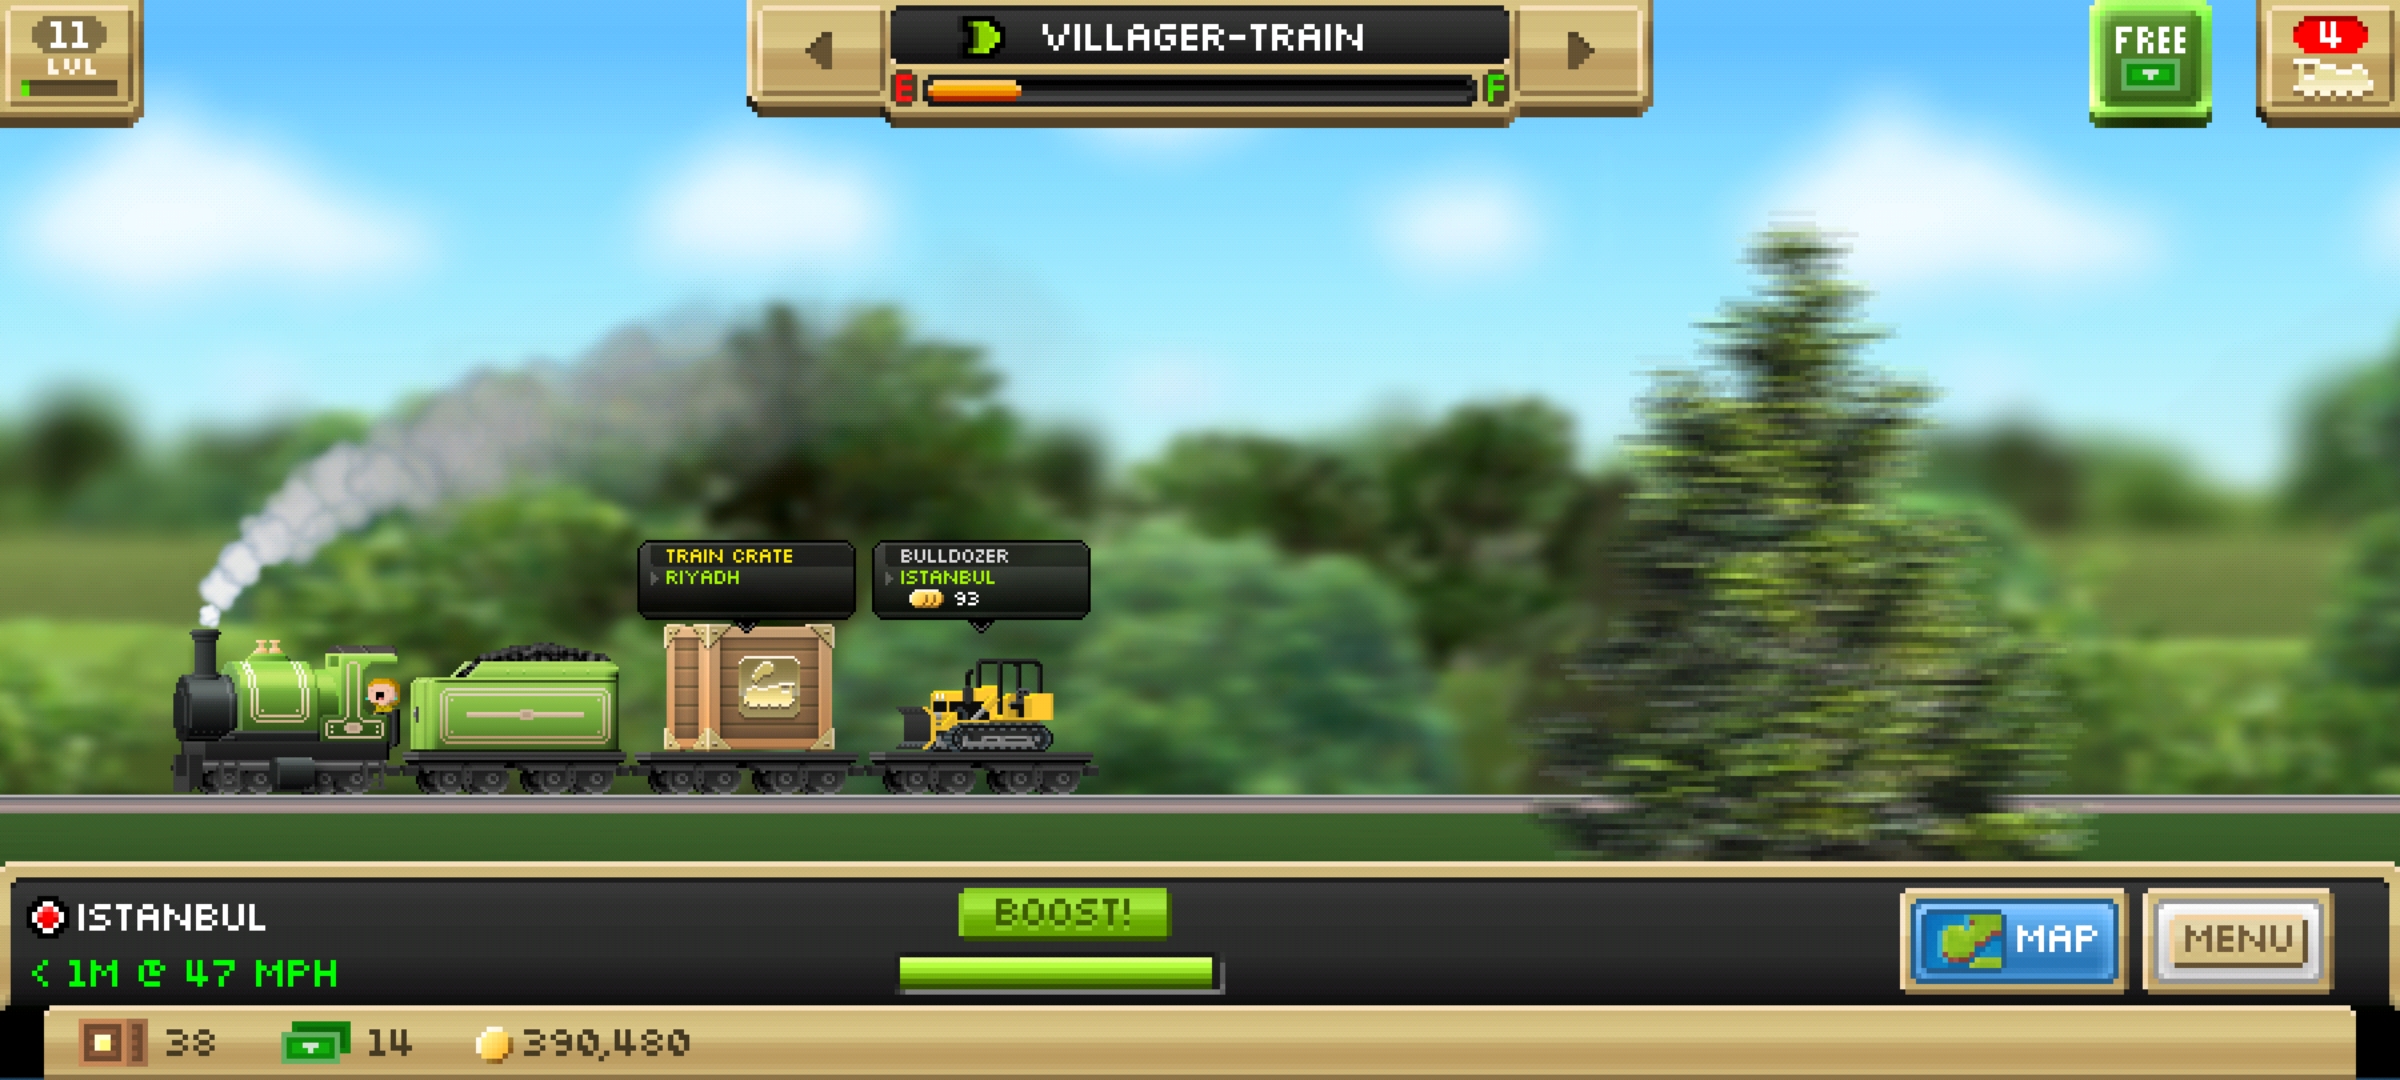 11
LVL
VILLAGER-TRAIN
E F
FREE
4
TRAIN CRATE
RIYADH
BULLDOZER
ISTANBUL
93
ISTANBUL
< 1M @ 47 MPH
BOOST!
MAP
MENU
38
14
390,480